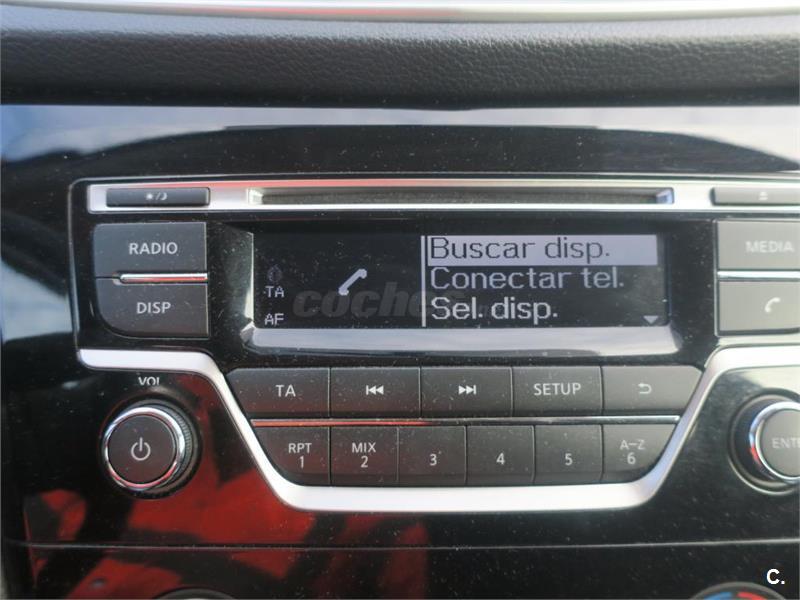 RADIO
MEDIA
DISP
Buscar disp.
Conectar tel.
Sel. disp.
TA
AF
coches
VOL
TA
SETUP
RPT
1
MIX
2
3
4
5
A-Z
6
C.